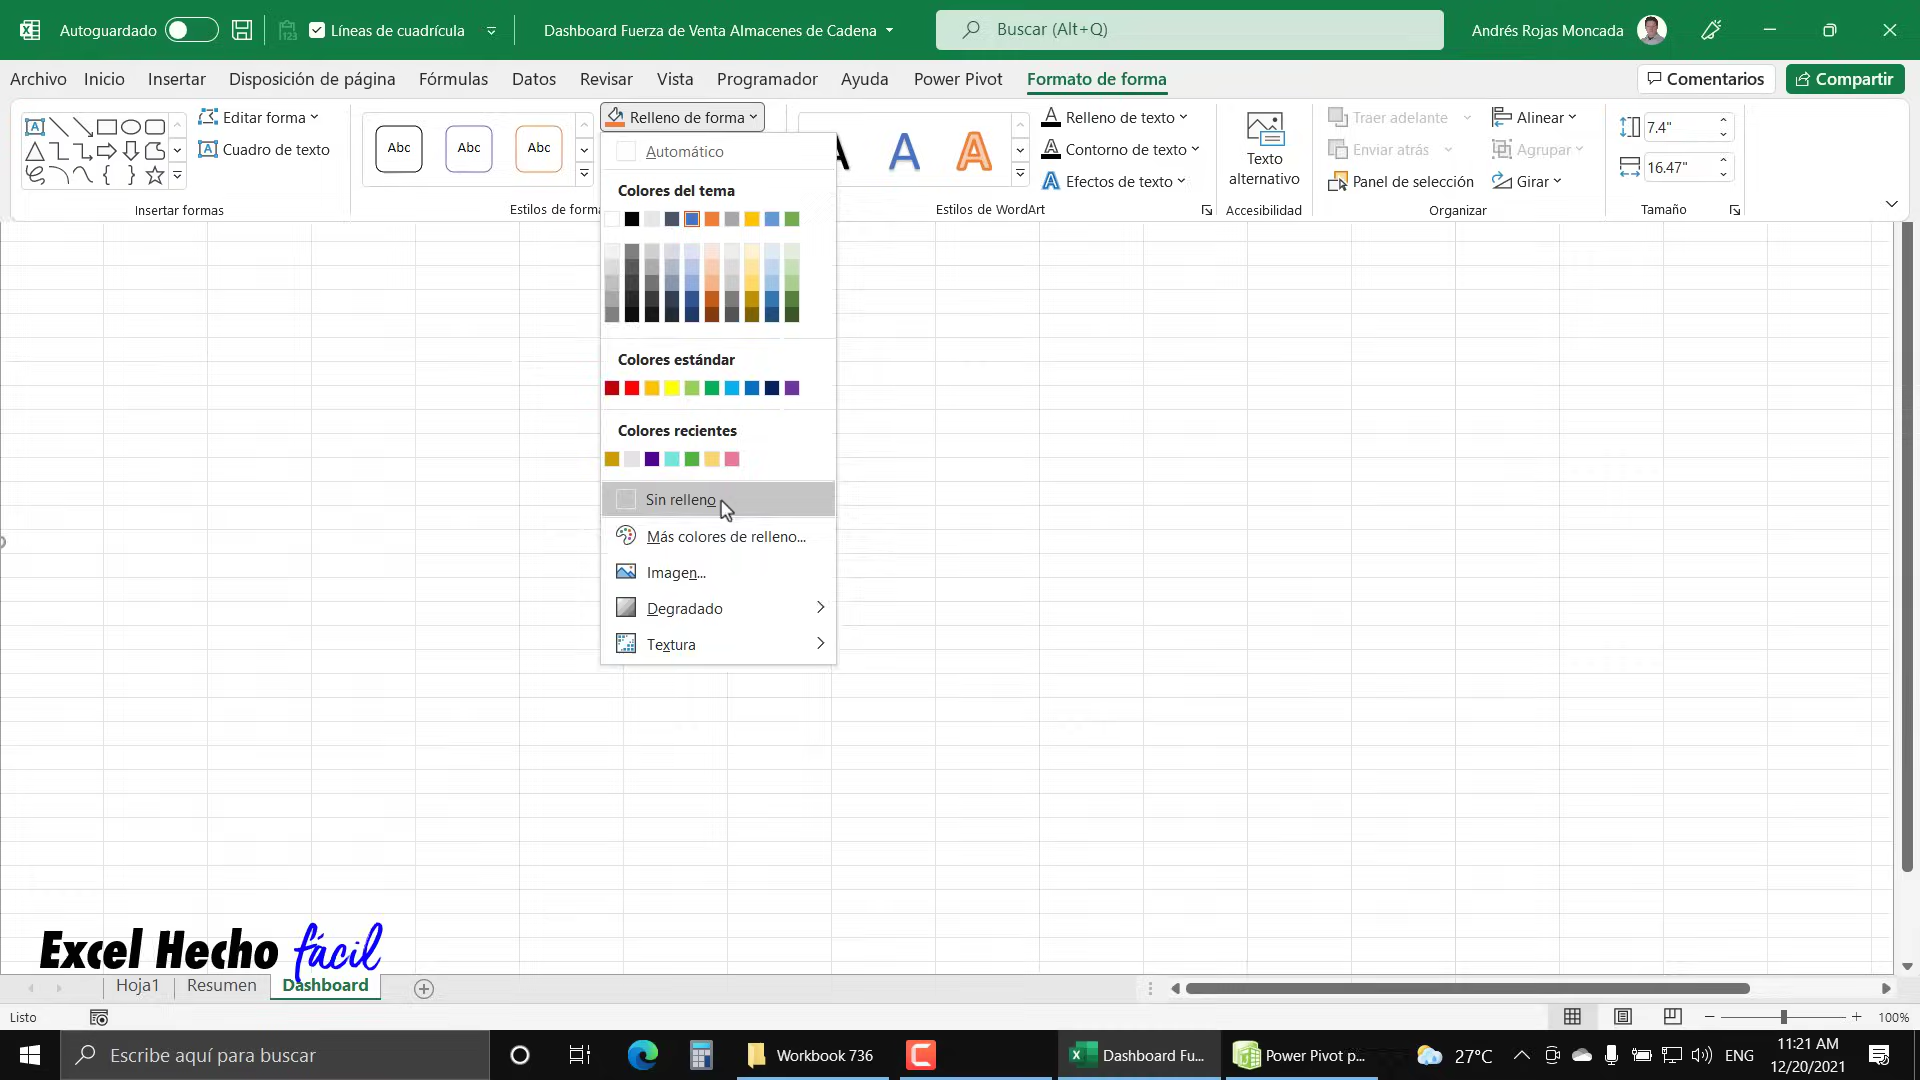 Autoguardado
Líneas de cuadrícula
Dashboard Fuerza de Venta Almacenes de Cadena
Buscar (Alt+Q)
Andrés Rojas Moncada
Archivo
Inicio
Insertar
Disposición de página
Fórmulas
Datos
Revisar
Vista
Programador
Ayuda
Power Pivot
Formato de forma
Comentarios
Compartir
Editar forma
Cuadro de texto
Insertar formas
Abc
Abc
Abc
Estilos de forma
Relleno de forma
Automático
Colores del tema
Colores estándar
Colores recientes
Sin relleno
Más colores de relleno...
Imagen...
Degradado
Textura
A
A
A
Relleno de texto
Contorno de texto
Efectos de texto
Estilos de WordArt
Texto
alternativo
Accesibilidad
Traer adelante
Enviar atrás
Panel de selección
Alinear
Agrupar
Girar
Organizar
7.4"
16.47"
Tamaño
Excel Hecho fácil
Hoja1
Resumen
Dashboard
Listo
100%
Escribe aquí para buscar
Workbook 736
Dashboard Fu...
Power Pivot p...
27°C
ENG
11:21 AM
12/20/2021